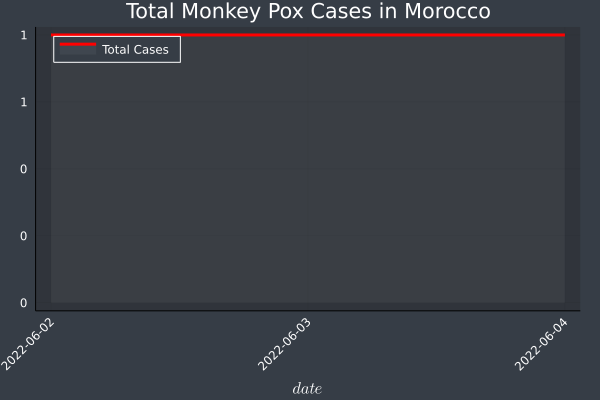 Total Monkey Pox Cases in Morocco
1
Total Cases
1
0
0
0
2022-06-02
2022-06-03
2022-06-04
date